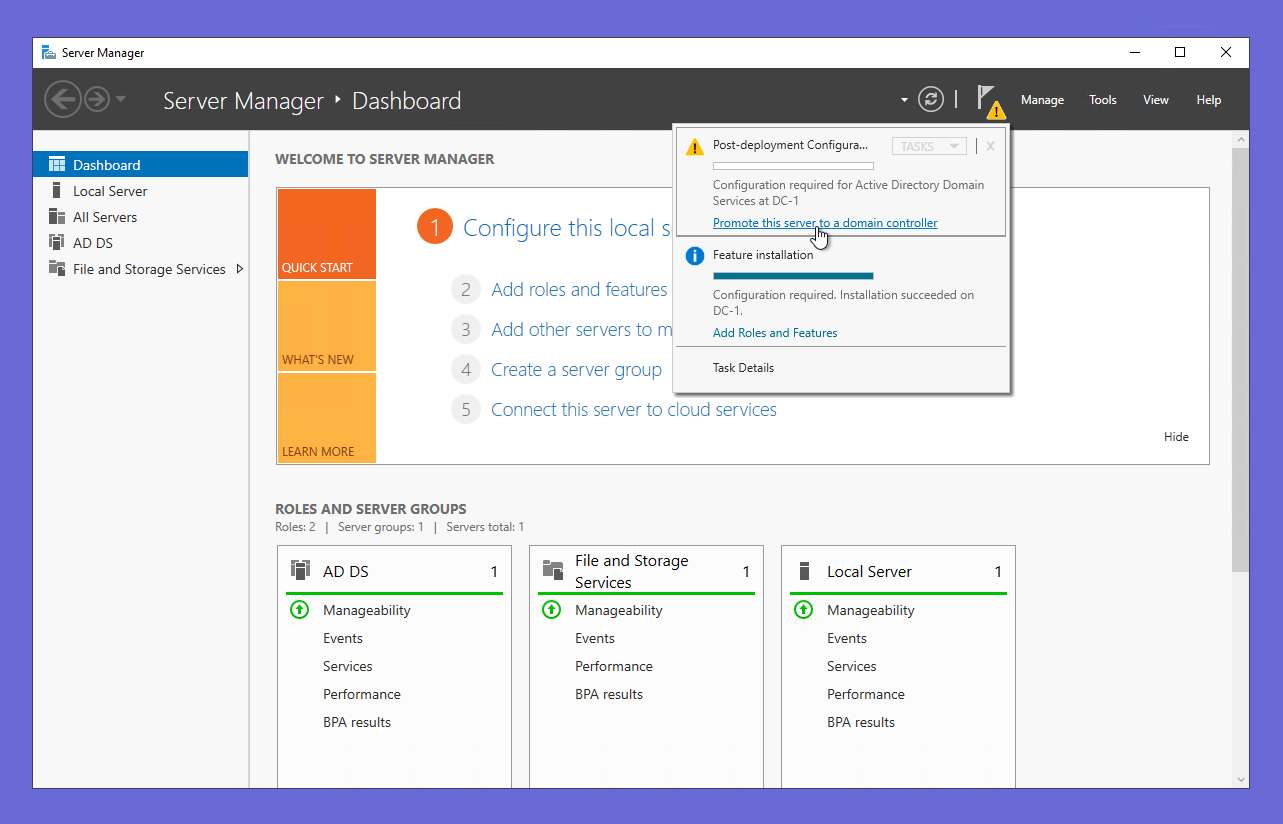 Server Manager
Server Manager ‣ Dashboard
Manage
Tools
View
Help
Dashboard
Local Server
All Servers
AD DS
File and Storage Services
WELCOME TO SERVER MANAGER
QUICK START
WHAT'S NEW
LEARN MORE
1 Configure this local s
2 Add roles and features
3 Add other servers to m
4 Create a server group
5 Connect this server to cloud services
Hide
Post-deployment Configura...
TASKS
X
Configuration required for Active Directory Domain
Services at DC-1
Promote this server to a domain controller
Feature installation
Configuration required. Installation succeeded on
DC-1.
Add Roles and Features
Task Details
ROLES AND SERVER GROUPS
Roles: 2 | Server groups: 1 | Servers total: 1
AD DS 1
Manageability
Events
Services
Performance
BPA results
File and Storage
Services
1
Manageability
Events
Performance
BPA results
Local Server 1
Manageability
Events
Services
Performance
BPA results